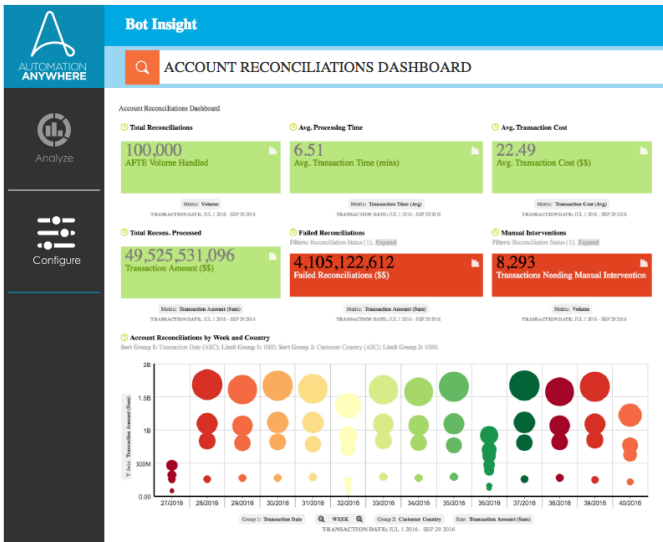 AUTOMATION
ANYWHERE
Bot Insight
ACCOUNT RECONCILIATIONS DASHBOARD
Analyze
Configure
Account Reconciliations Dashboard
Total Reconciliations
100,000
AFTE Volume Handled
Metric: Volume
TRANSACTION DATE: JUL 1 2016 - SEP 29 2016
Avg. Processing Time
6.51
Avg. Transaction Time (mins)
Metric: Transaction Time (Avg)
TRANSACTION DATE: JUL 1 2016 - SEP 29 2016
Avg. Transaction Cost
22.49
Avg. Transaction Cost ($$)
Metric: Transaction Cost (Avg)
TRANSACTION DATE: JUL 1 2016 - SEP 29 2016
Total Recons. Processed
49,525,531,096
Transaction Amount ($$)
Metric: Transaction Amount (Sum)
TRANSACTION DATE: JUL 1 2016 - SEP 29 2016
Failed Reconciliations
Filters: Reconciliation Status (1); Expand
4,105,122,612
Failed Reconciliations ($$)
Metric: Transaction Amount (Sum)
TRANSACTION DATE: JUL 1 2016 - SEP 29 2016
Manual Interventions
Filters: Reconciliation Status (1); Expand
8,293
Transactions Needing Manual Intervention
Metric: Volume
TRANSACTION DATE: JUL 1 2016 - SEP 29 2016
Account Reconciliations by Week and Country
Sort Group 1: Transaction Date (ASC); Limit Group 1: 1000; Sort Group 2: Customer Country (ASC); Limit Group 2: 1000;
Y Axis: Transaction Amount (Sum)
2B
1.5B
1B
500M
0.00
27/2016 28/2016 29/2016 30/2016 31/2016 32/2016 33/2016 34/2016 35/2016 36/2016 37/2016 38/2016 39/2016 40/2016
Group 1: Transaction Date WEEK Group 2: Customer Country Size: Transaction Amount (Sum)
TRANSACTION DATE: JUL 1 2016 - SEP 29 2016